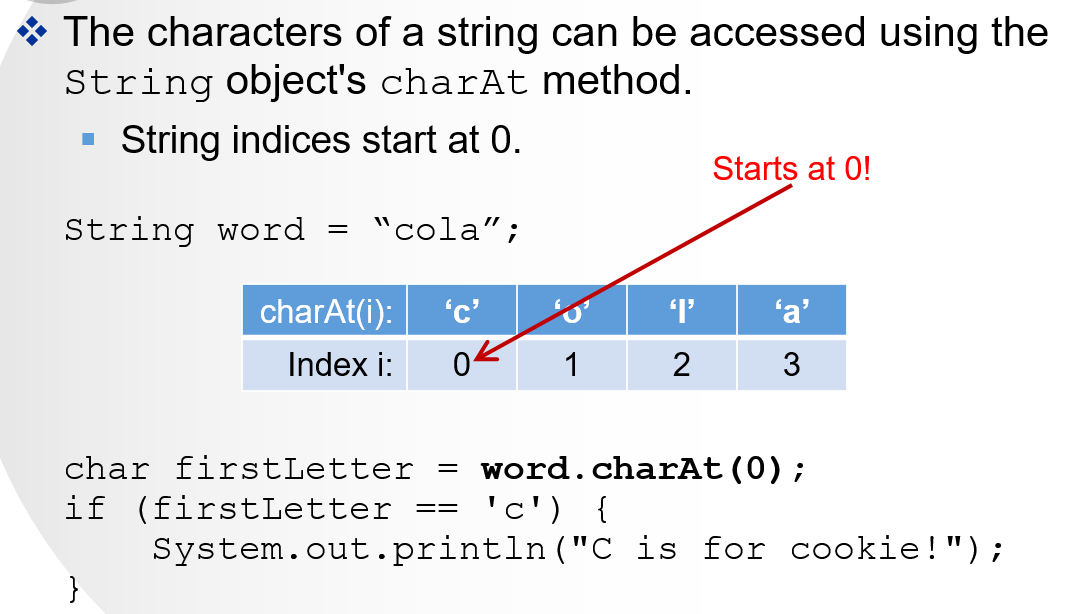 The characters of a string can be accessed using the
String object's charAt method.
String indices start at 0.
Starts at 0!
String word = “cola”;
charAt(i): ‘c’ ‘o’ ‘l’ ‘a’
Index i: 0 1 2 3
char firstLetter = word.charAt(0);
if (firstLetter == 'c') {
    System.out.println("C is for cookie!");
}